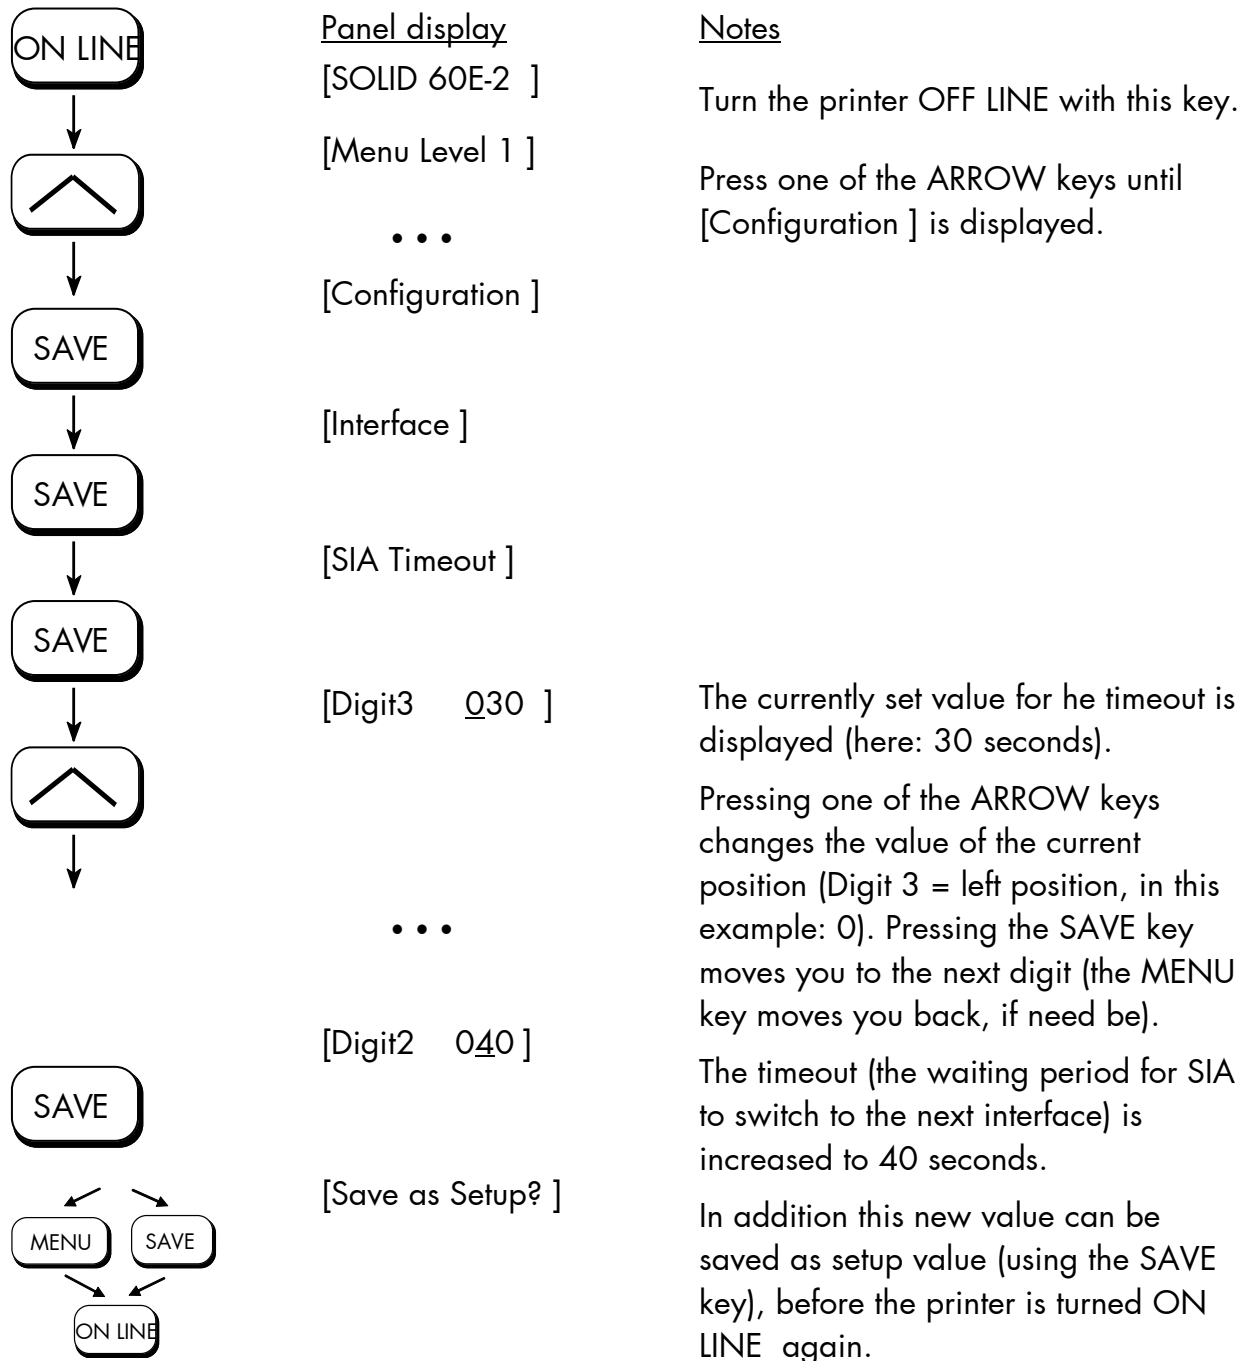 ON LINE
Panel display
Notes
[SOLID 60E-2 ]
Turn the printer OFF LINE with this key.
[Menu Level 1 ]
Press one of the ARROW keys until
[Configuration ] is displayed.
• • •
[Configuration ]
SAVE
[Interface ]
SAVE
[SIA Timeout ]
SAVE
[Digit3 030 ]
The currently set value for he timeout is
displayed (here: 30 seconds).
Pressing one of the ARROW keys
changes the value of the current
position (Digit 3 = left position, in this
example: 0). Pressing the SAVE key
moves you to the next digit (the MENU
key moves you back, if need be).
• • •
[Digit2 040 ]
SAVE
The timeout (the waiting period for SIA
to switch to the next interface) is
increased to 40 seconds.
[Save as Setup? ]
MENU
SAVE
ON LINE
In addition this new value can be
saved as setup value (using the SAVE
key), before the printer is turned ON
LINE again.